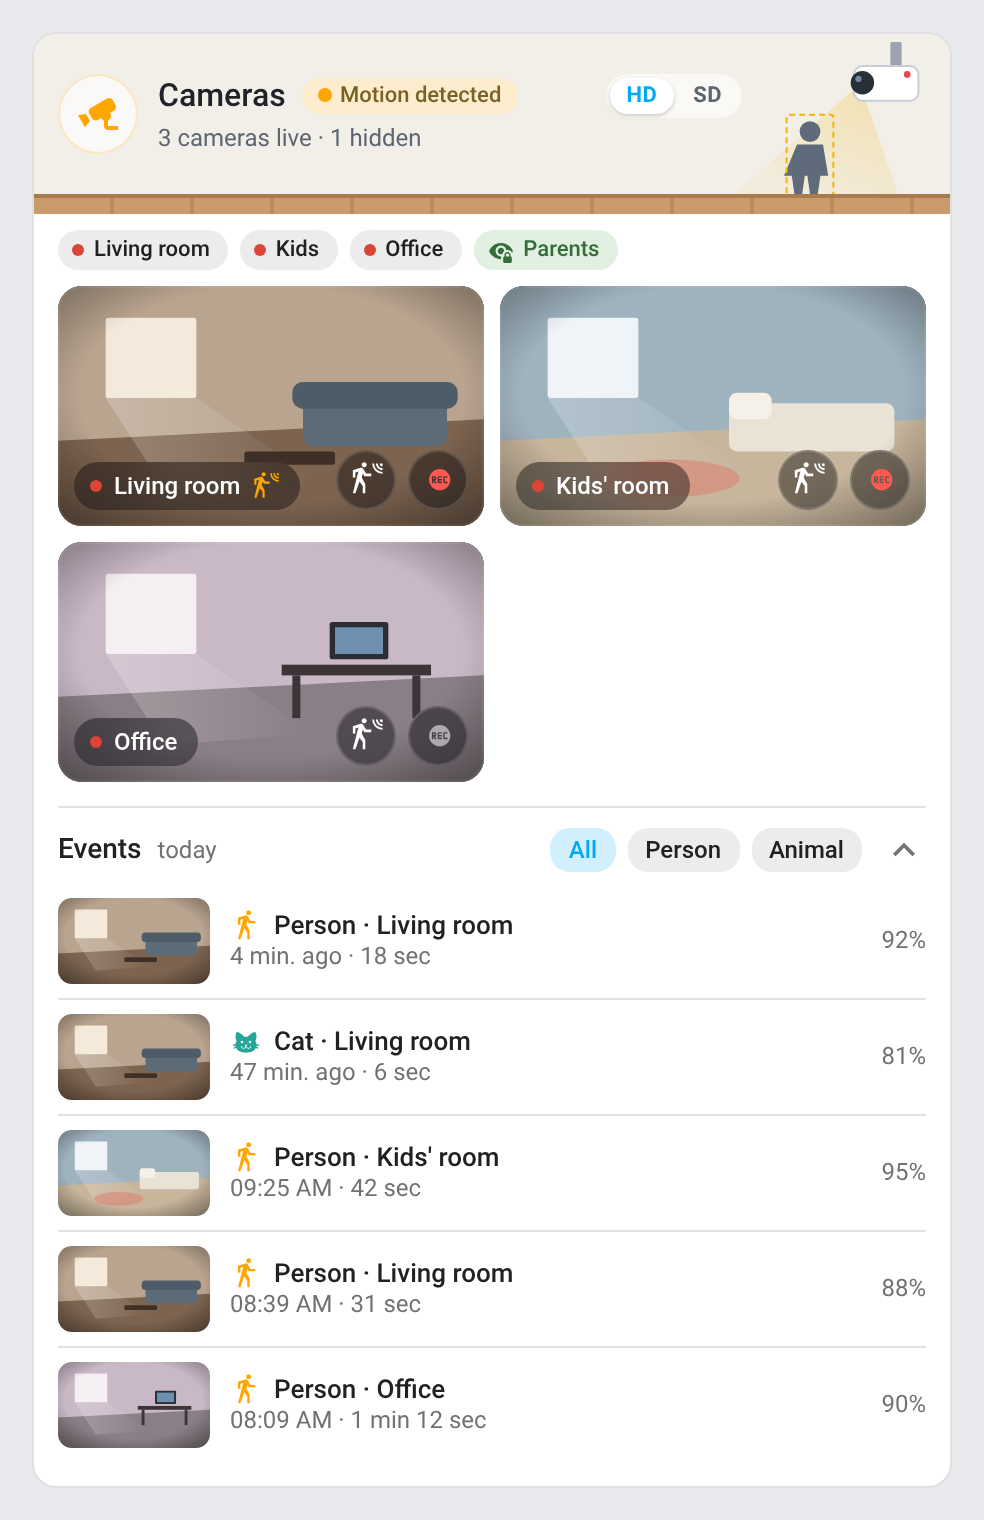 Cameras
Motion detected
HD
SD
3 cameras live · 1 hidden
Living room
Kids
Office
Parents
Living room
REC
Kids' room
REC
Office
REC
Events today
All
Person
Animal
Person · Living room
4 min. ago · 18 sec
92%
Cat · Living room
47 min. ago · 6 sec
81%
Person · Kids' room
09:25 AM · 42 sec
95%
Person · Living room
08:39 AM · 31 sec
88%
Person · Office
08:09 AM · 1 min 12 sec
90%